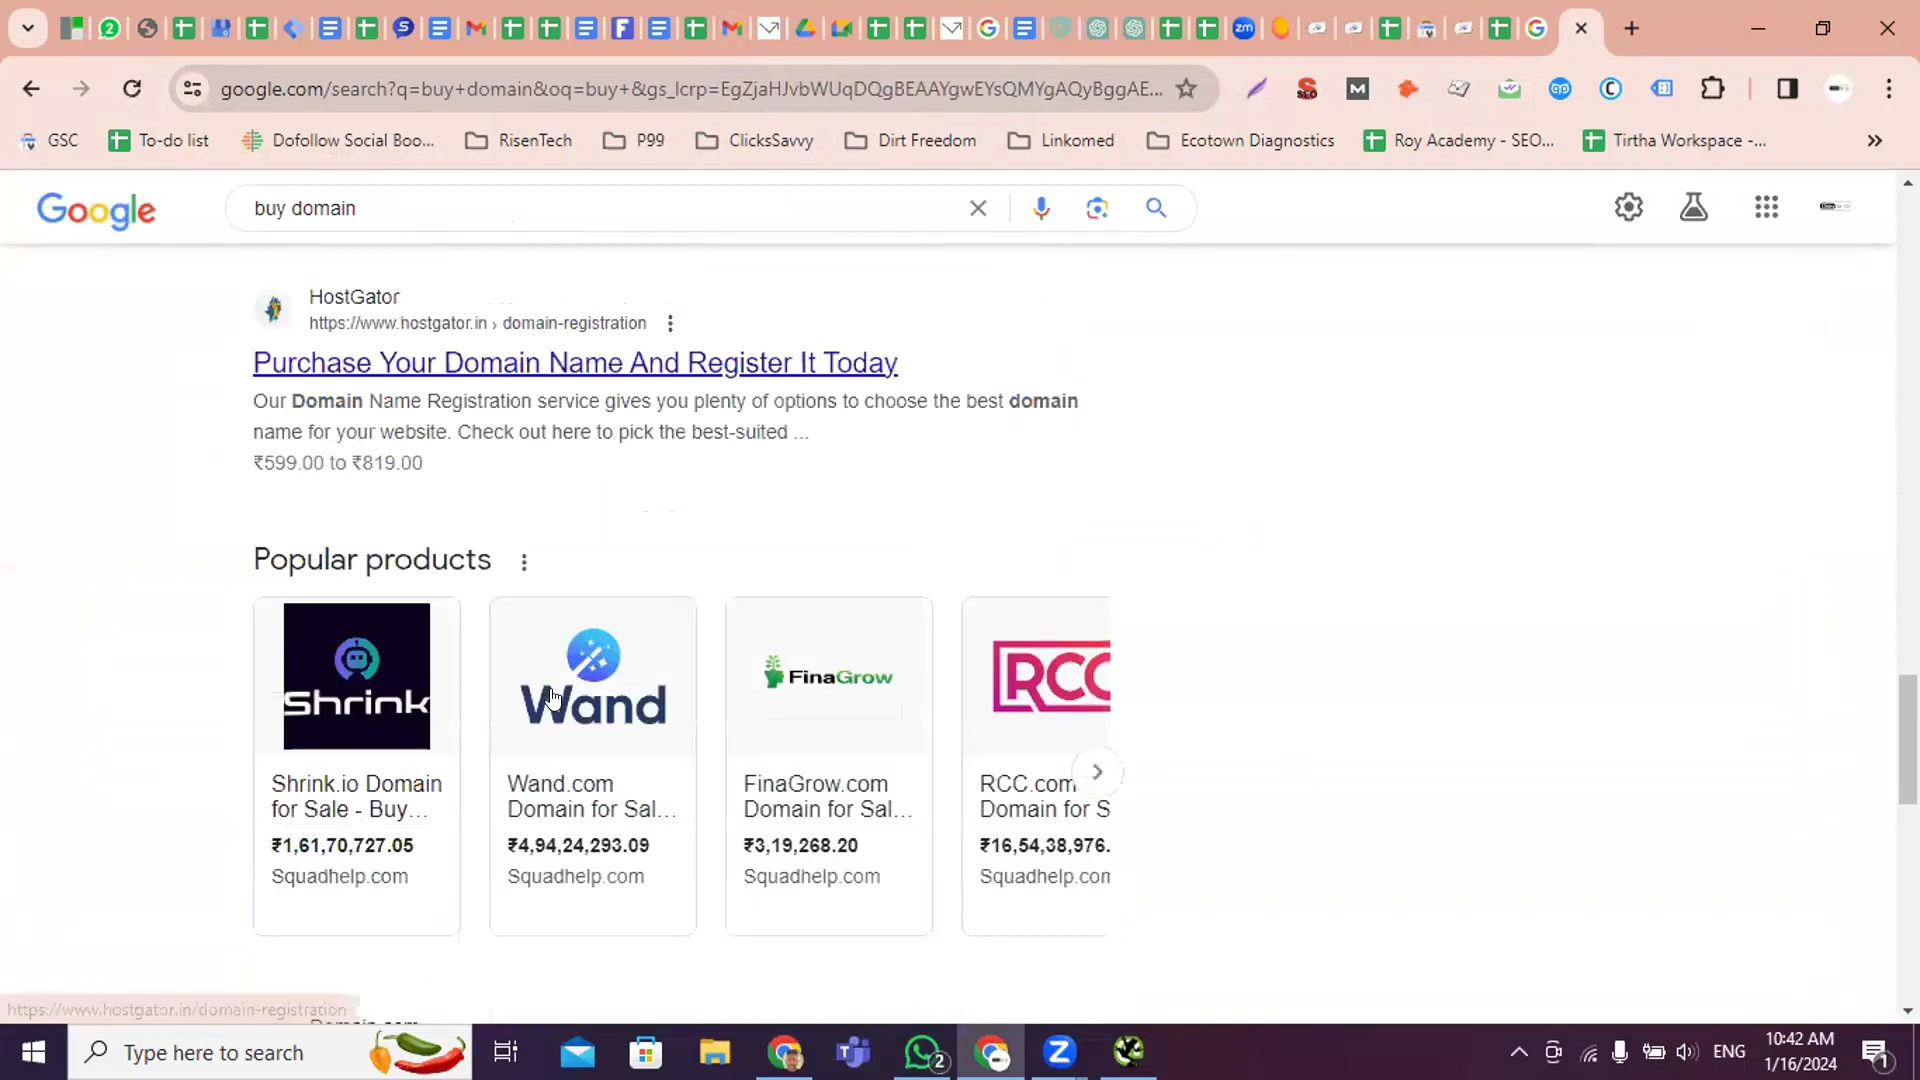 google.com/search?q=buy+domain&oq=buy+&gs_lcrp=EgZjaHJvbWUqDQgBEAAYgwEYsQMYgAQyBggAE...
GSC
To-do list
Dofollow Social Boo...
RisenTech
P99
ClicksSavvy
Dirt Freedom
Linkomed
Ecotown Diagnostics
Roy Academy - SEO...
Tirtha Workspace -...
Google
buy domain
HostGator
https://www.hostgator.in › domain-registration
Purchase Your Domain Name And Register It Today
Our Domain Name Registration service gives you plenty of options to choose the best domain
name for your website. Check out here to pick the best-suited ...
₹599.00 to ₹819.00
Popular products
Shrink
Wand
FinaGrow
RCC
Shrink.io Domain
for Sale - Buy...
₹1,61,70,727.05
Squadhelp.com
Wand.com
Domain for Sal...
₹4,94,24,293.09
Squadhelp.com
FinaGrow.com
Domain for Sal...
₹3,19,268.20
Squadhelp.com
RCC.com
Domain for S
₹16,54,38,976.
Squadhelp.com
https://www.hostgator.in/domain-registration
Type here to search
2
ENG
10:42 AM
1/16/2024
1